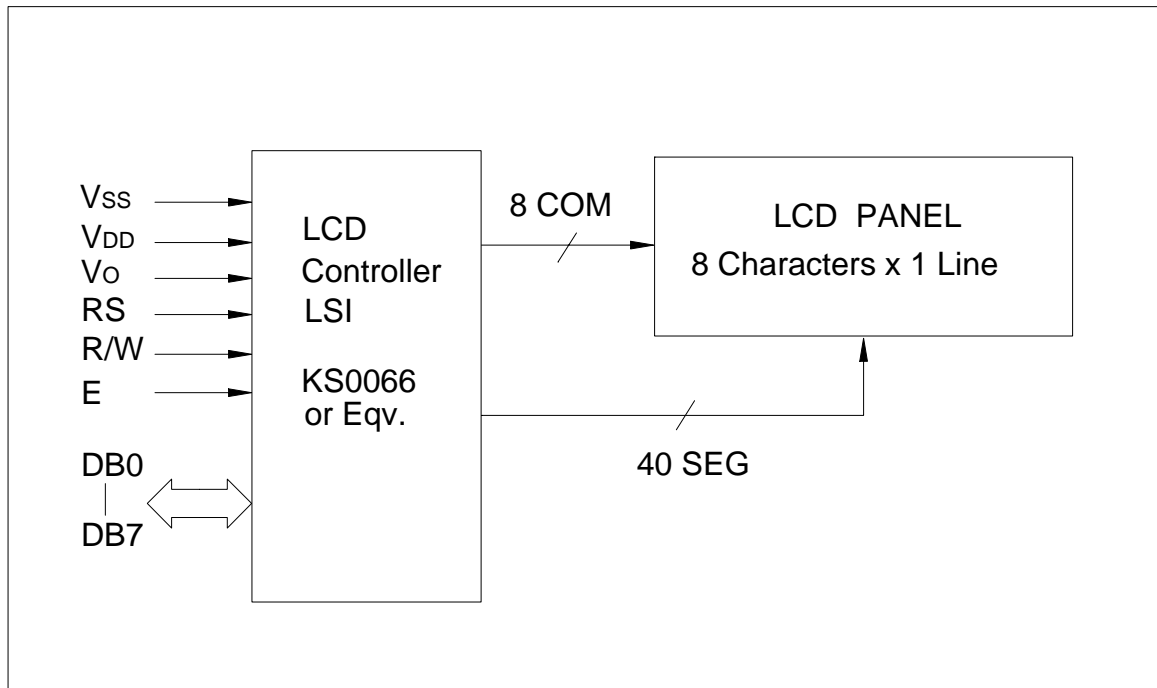 VSS
VDD
VO
RS
R/W
E
DB0
DB7
LCD
Controller
LSI
KS0066
or Eqv.
8 COM
40 SEG
LCD PANEL
8 Characters x 1 Line